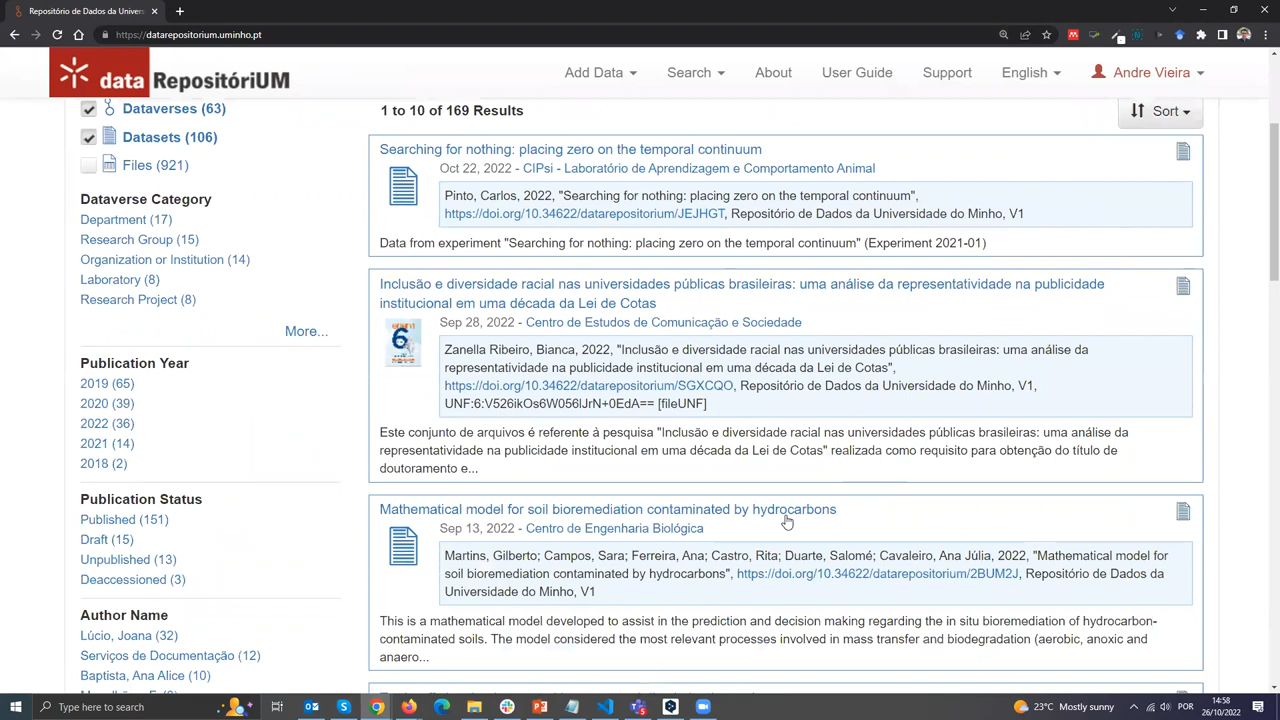 Repositório de Dados da Univers
https://datarepositorium.uminho.pt
data RepositóriUM
Add Data
Search
About
User Guide
Support
English
Andre Vieira
Dataverses (63)
Datasets (106)
Files (921)
Dataverse Category
Department (17)
Research Group (15)
Organization or Institution (14)
Laboratory (8)
Research Project (8)
More...
Publication Year
2019 (65)
2020 (39)
2022 (36)
2021 (14)
2018 (2)
Publication Status
Published (151)
Draft (15)
Unpublished (13)
Deaccessioned (3)
Author Name
Lúcio, Joana (32)
Serviços de Documentação (12)
Baptista, Ana Alice (10)
1 to 10 of 169 Results
Sort
Searching for nothing: placing zero on the temporal continuum
Oct 22, 2022 - CIPsi - Laboratório de Aprendizagem e Comportamento Animal
Pinto, Carlos, 2022, "Searching for nothing: placing zero on the temporal continuum",
https://doi.org/10.34622/datarepositorium/JEJHGT, Repositório de Dados da Universidade do Minho, V1
Data from experiment "Searching for nothing: placing zero on the temporal continuum" (Experiment 2021-01)
Inclusão e diversidade racial nas universidades públicas brasileiras: uma análise da representatividade na publicidade
institucional em uma década da Lei de Cotas
Sep 28, 2022 - Centro de Estudos de Comunicação e Sociedade
Zanella Ribeiro, Bianca, 2022, "Inclusão e diversidade racial nas universidades públicas brasileiras: uma análise da
representatividade na publicidade institucional em uma década da Lei de Cotas",
https://doi.org/10.34622/datarepositorium/SGXCQO, Repositório de Dados da Universidade do Minho, V1,
UNF:6:V526ikOs6W056lJrN+0EdA== [fileUNF]
Este conjunto de arquivos é referente à pesquisa "Inclusão e diversidade racial nas universidades públicas brasileiras: uma análise da
representatividade na publicidade institucional em uma década da Lei de Cotas" realizada como requisito para obtenção do título de
doutoramento e...
Mathematical model for soil bioremediation contaminated by hydrocarbons
Sep 13, 2022 - Centro de Engenharia Biológica
Martins, Gilberto; Campos, Sara; Ferreira, Ana; Castro, Rita; Duarte, Salomé; Cavaleiro, Ana Júlia, 2022, "Mathematical model for
soil bioremediation contaminated by hydrocarbons", https://doi.org/10.34622/datarepositorium/2BUM2J, Repositório de Dados da
Universidade do Minho, V1
This is a mathematical model developed to assist in the prediction and decision making regarding the in situ bioremediation of hydrocarbon-
contaminated soils. The model considered the most relevant processes involved in mass transfer and biodegradation (aerobic, anoxic and
anaero...
Type here to search
23°C Mostly sunny
POR
14:58
26/10/2022